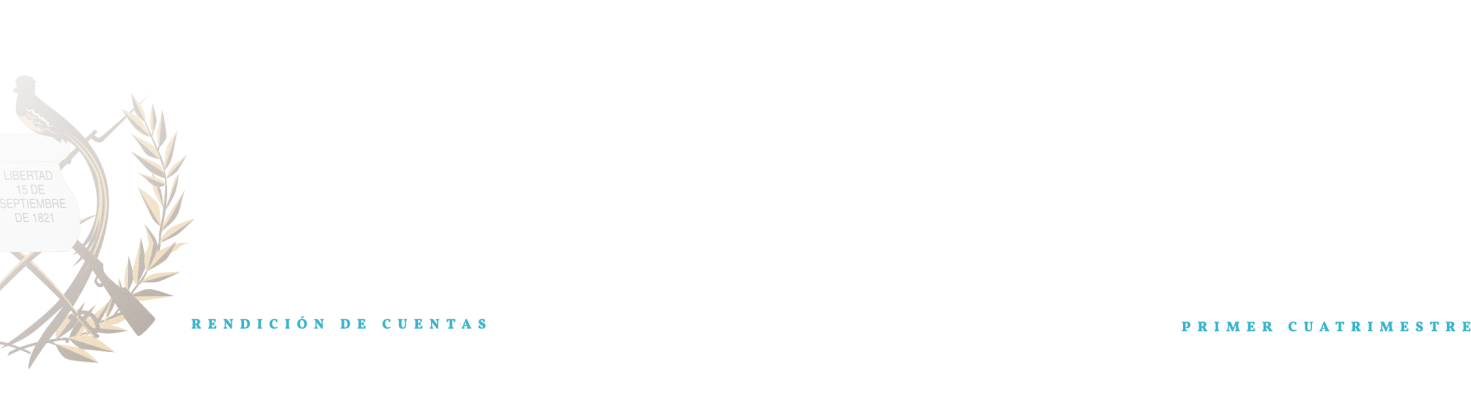 LIBERTAD
15 DE
SEPTIEMBRE
DE 1821
RENDICIÓN DE CUENTAS
PRIMER CUATRIMESTRE